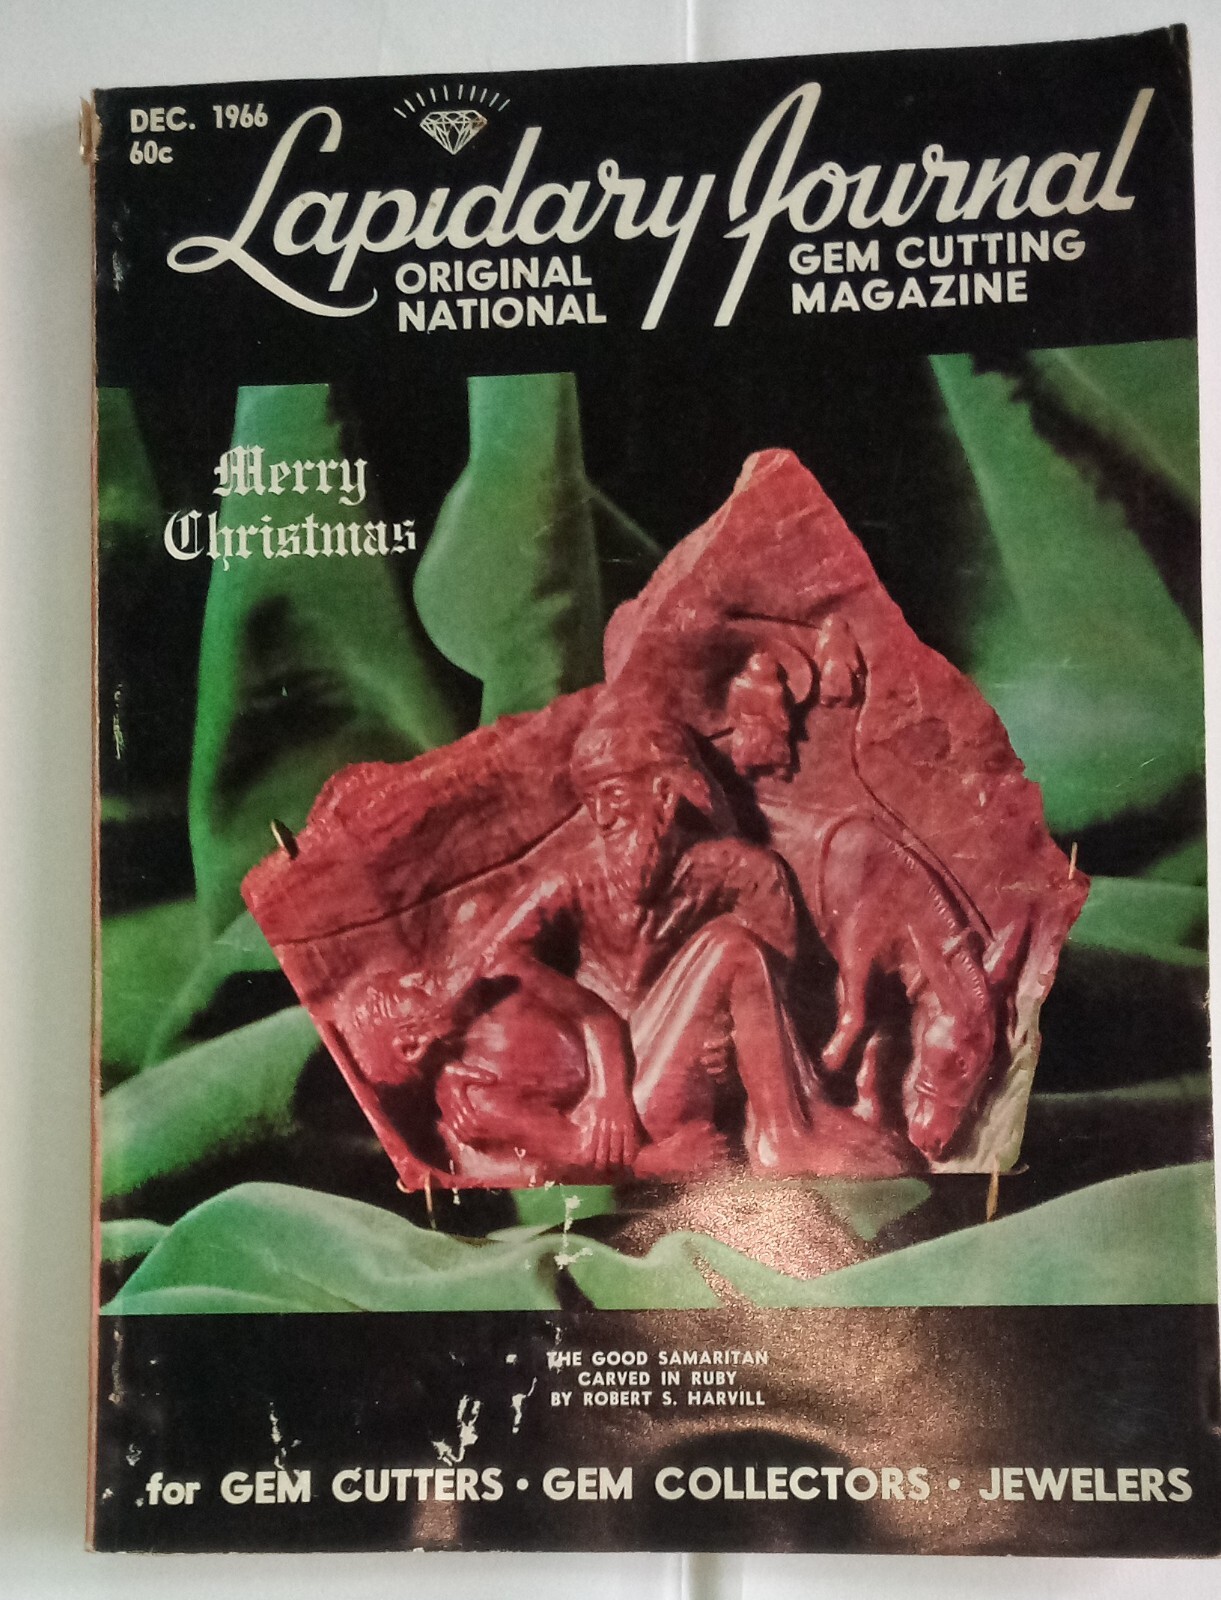 DEC. 1966
60c
Lapidary Journal
ORIGINAL
NATIONAL
GEM CUTTING
MAGAZINE
Merry
Christmas
THE GOOD SAMARITAN
CARVED IN RUBY
BY ROBERT S. HARVILL
for GEM CUTTERS • GEM COLLECTORS • JEWELERS